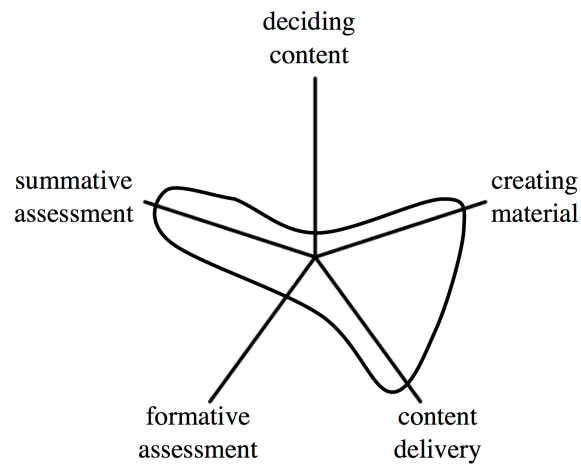 deciding
content
summative
assessment
creating
material
formative
assessment
content
delivery